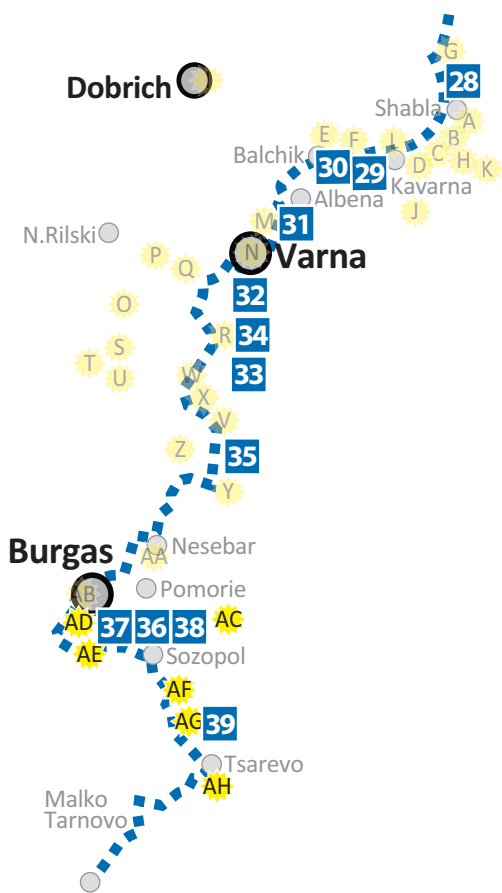 G
28
Dobrich
Shabla
A
E
F
I
B
Balchik
30
29
D
C
H
K
Kavarna
Albena
J
M
31
N.Rilski
N
Varna
P
Q
32
O
R
34
S
T
U
W
33
X
V
Z
35
Y
Burgas
Nesebar
AA
AB
Pomorie
AD
37
36
38
AC
AE
Sozopol
AF
AG
39
Tsarevo
AH
Malko
Tarnovo